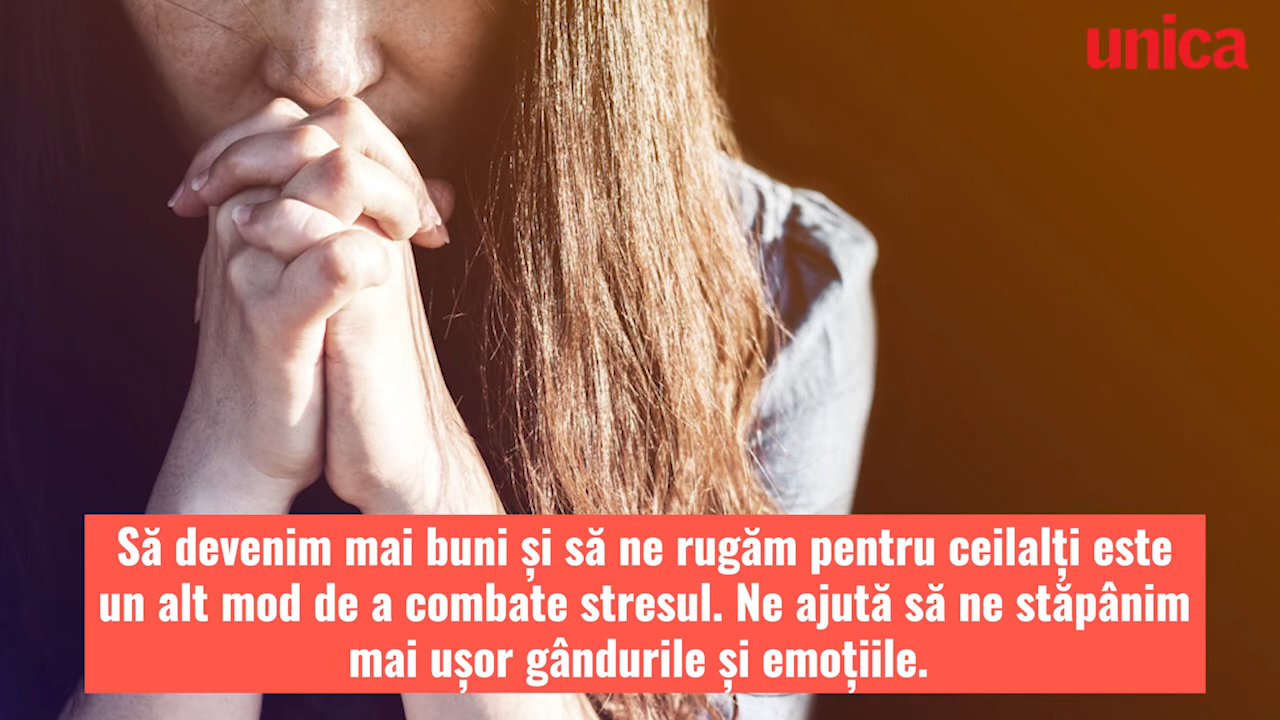 unica
Să devenim mai buni și să ne rugăm pentru ceilalți este
un alt mod de a combate stresul. Ne ajută să ne stăpânim
mai ușor gândurile și emoțiile.